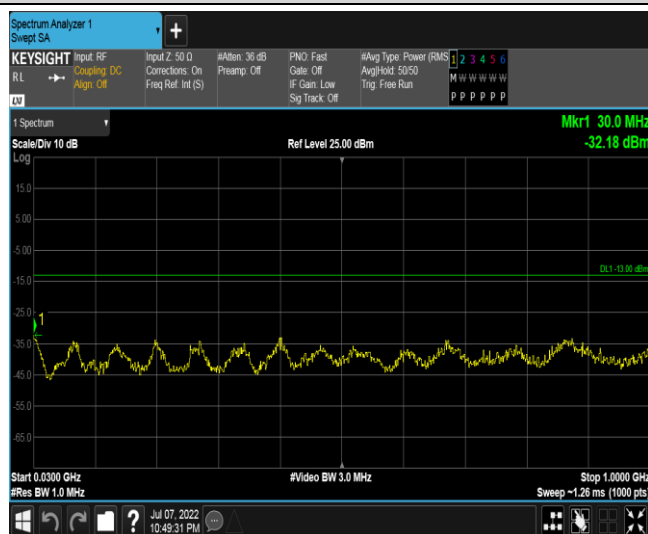 Spectrum Analyzer 1
Swept SA
+
KEYSIGHT
RL
LXI
Input: RF
Coupling: DC
Align: Off
Input Z: 50 Ω
Corrections: On
Freq Ref: Int (S)
#Atten: 36 dB
Preamp: Off
PNO: Fast
Gate: Off
IF Gain: Low
Sig Track: Off
#Avg Type: Power (RMS
Avg|Hold: 50/50
Trig: Free Run
1 2 3 4 5 6
M W W W W W
P P P P P P
1 Spectrum
Mkr1 30.0 MHz
-32.18 dBm
Scale/Div 10 dB
Ref Level 25.00 dBm
Log
15.0
5.00
-5.00
DL1 -13.00 dBm
-15.0
-25.0
1
-35.0
-45.0
-55.0
-65.0
Start 0.0300 GHz
#Video BW 3.0 MHz
Stop 1.0000 GHz
#Res BW 1.0 MHz
Sweep ~1.26 ms (1000 pts)
?
Jul 07, 2022
10:49:31 PM